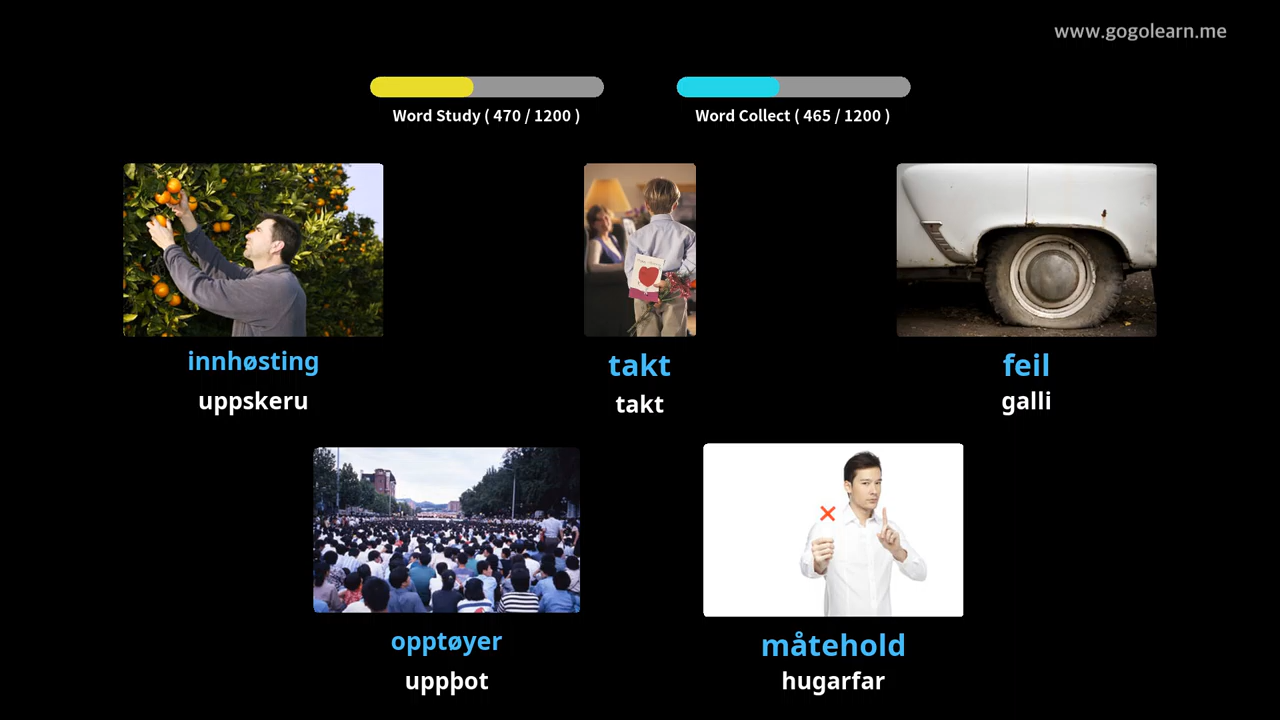 www.gogolearn.me
Word Study ( 470 / 1200 )
Word Collect ( 465 / 1200 )
innhøsting
uppskeru
takt
takt
feil
galli
opptøyer
uppþot
måtehold
hugarfar